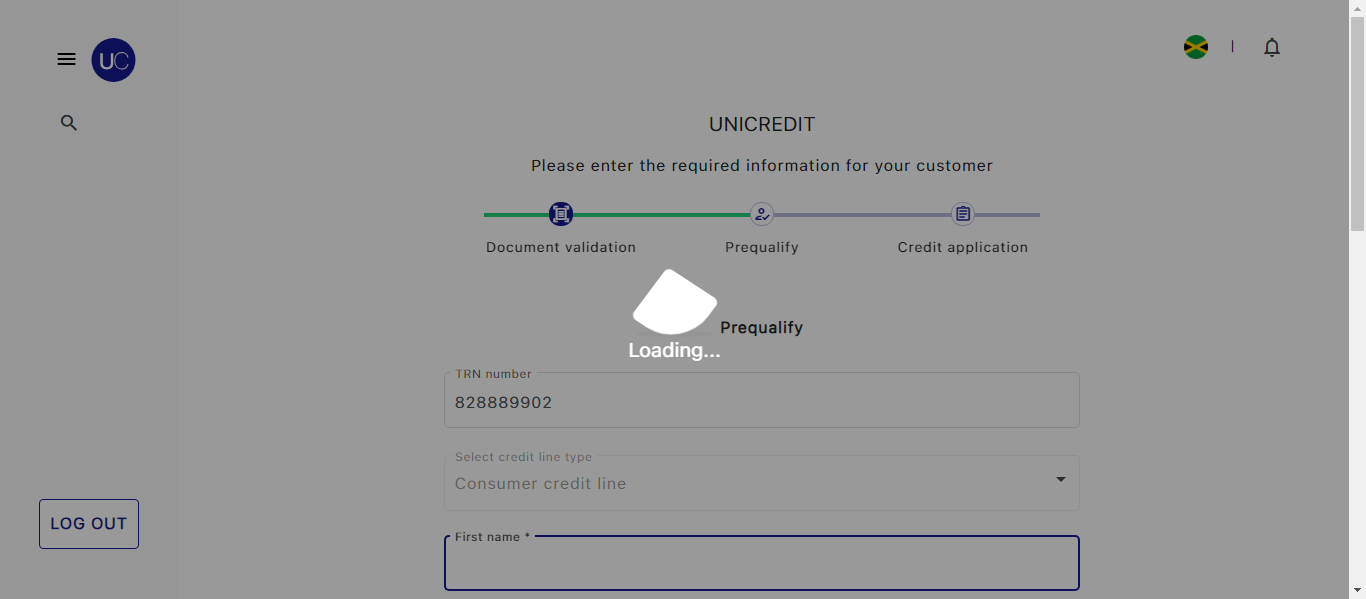 UC
UNICREDIT
Please enter the required information for your customer
Document validation
Prequalify
Credit application
Prequalify
Loading...
TRN number
828889902
Select credit line type
Consumer credit line
LOG OUT
First name *